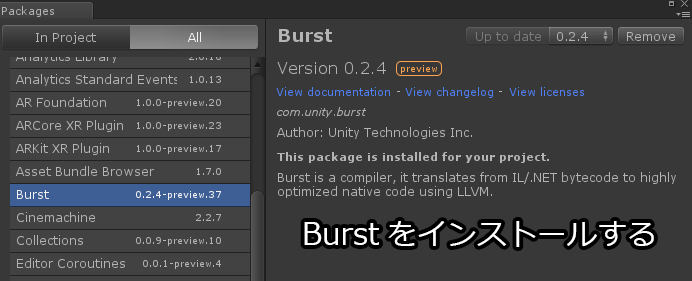 Packages
In Project
All
Analytics Library
Analytics Standard Events 1.0.13
AR Foundation 1.0.0-preview.20
ARCore XR Plugin 1.0.0-preview.23
ARKit XR Plugin 1.0.0-preview.17
Asset Bundle Browser 1.7.0
Burst 0.2.4-preview.37
Cinemachine 2.2.7
Collections 0.0.9-preview.10
Editor Coroutines 0.0.1-preview.4
Burst
Up to date 0.2.4 Remove
Version 0.2.4 preview
View documentation - View changelog - View licenses
com.unity.burst
Author: Unity Technologies Inc.
This package is installed for your project.
Burst is a compiler, it translates from IL/.NET bytecode to highly
optimized native code using LLVM.
Burst をインストールする